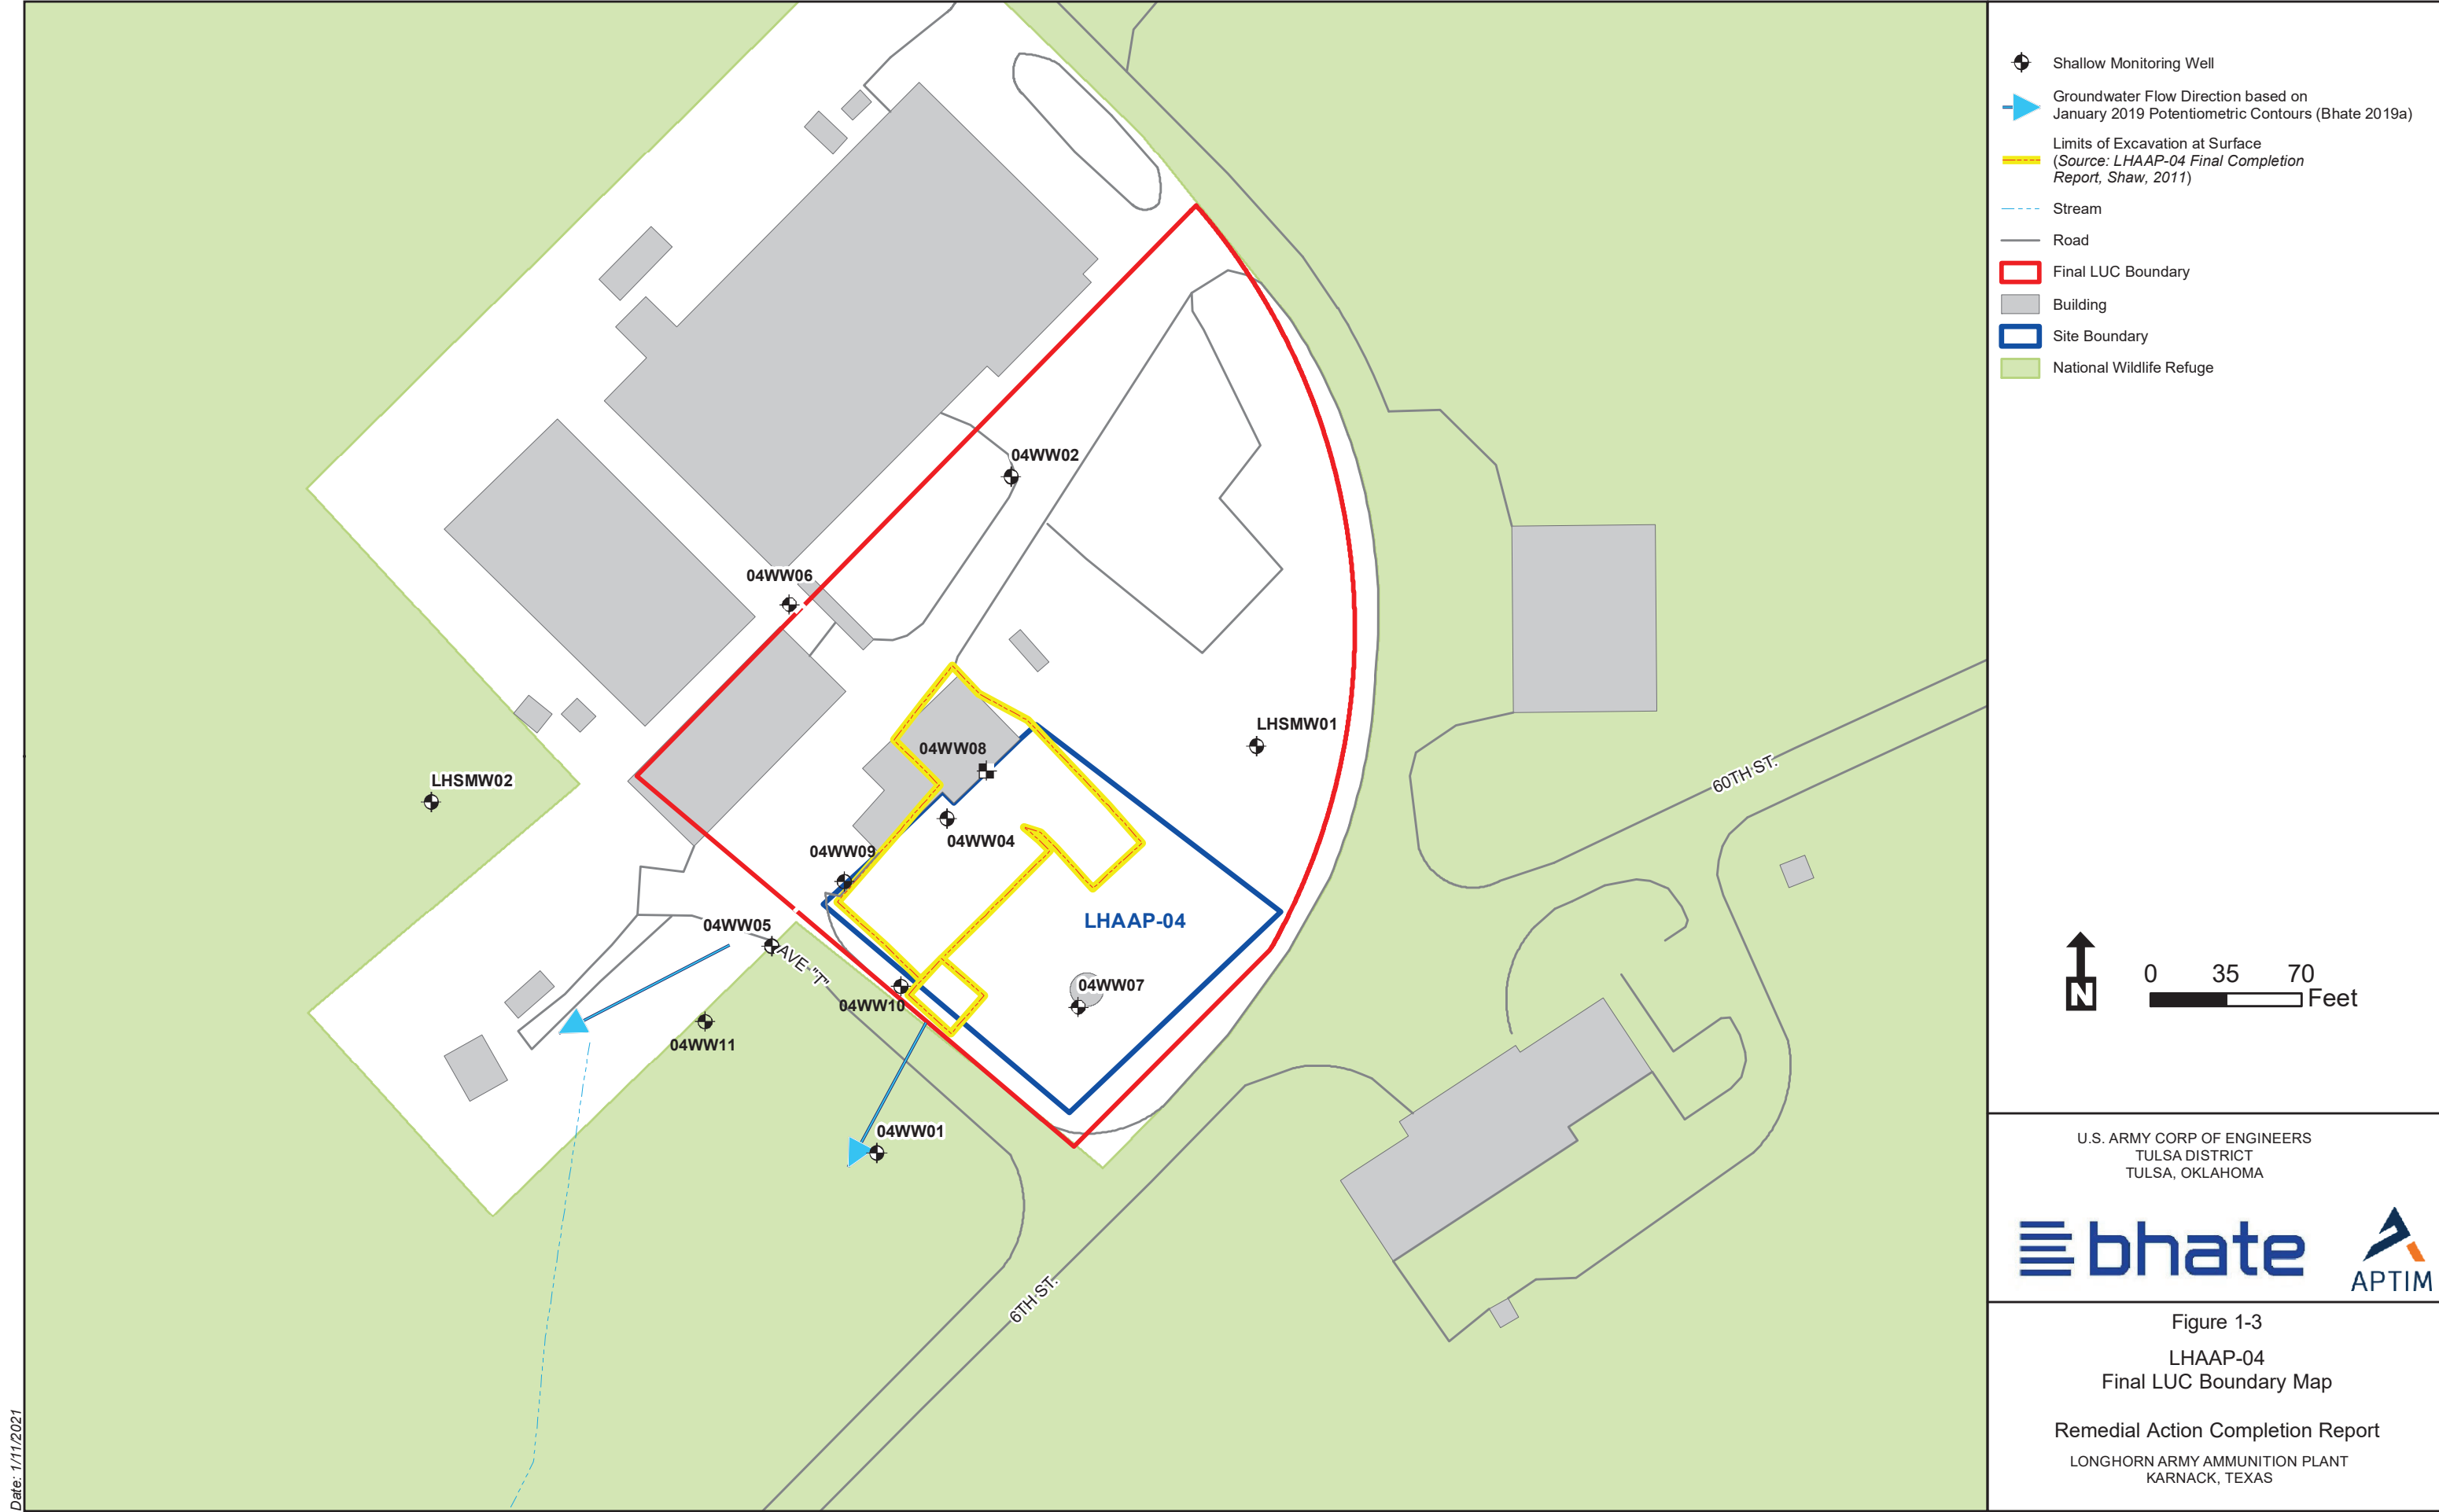 04WW02
04WW06
04WW08
LHSMW01
LHSMW02
04WW04
04WW09
04WW05
AVE. "T"
LHAAP-04
04WW10
04WW07
04WW11
04WW01
60TH ST.
6TH ST.
Date: 1/11/2021
Shallow Monitoring Well
Groundwater Flow Direction based on
January 2019 Potentiometric Contours (Bhate 2019a)
Limits of Excavation at Surface
(Source: LHAAP-04 Final Completion
Report, Shaw, 2011)
Stream
Road
Final LUC Boundary
Building
Site Boundary
National Wildlife Refuge
N
0 35 70
Feet
U.S. ARMY CORP OF ENGINEERS
TULSA DISTRICT
TULSA, OKLAHOMA
bhate
APTIM
Figure 1-3
LHAAP-04
Final LUC Boundary Map
Remedial Action Completion Report
LONGHORN ARMY AMMUNITION PLANT
KARNACK, TEXAS